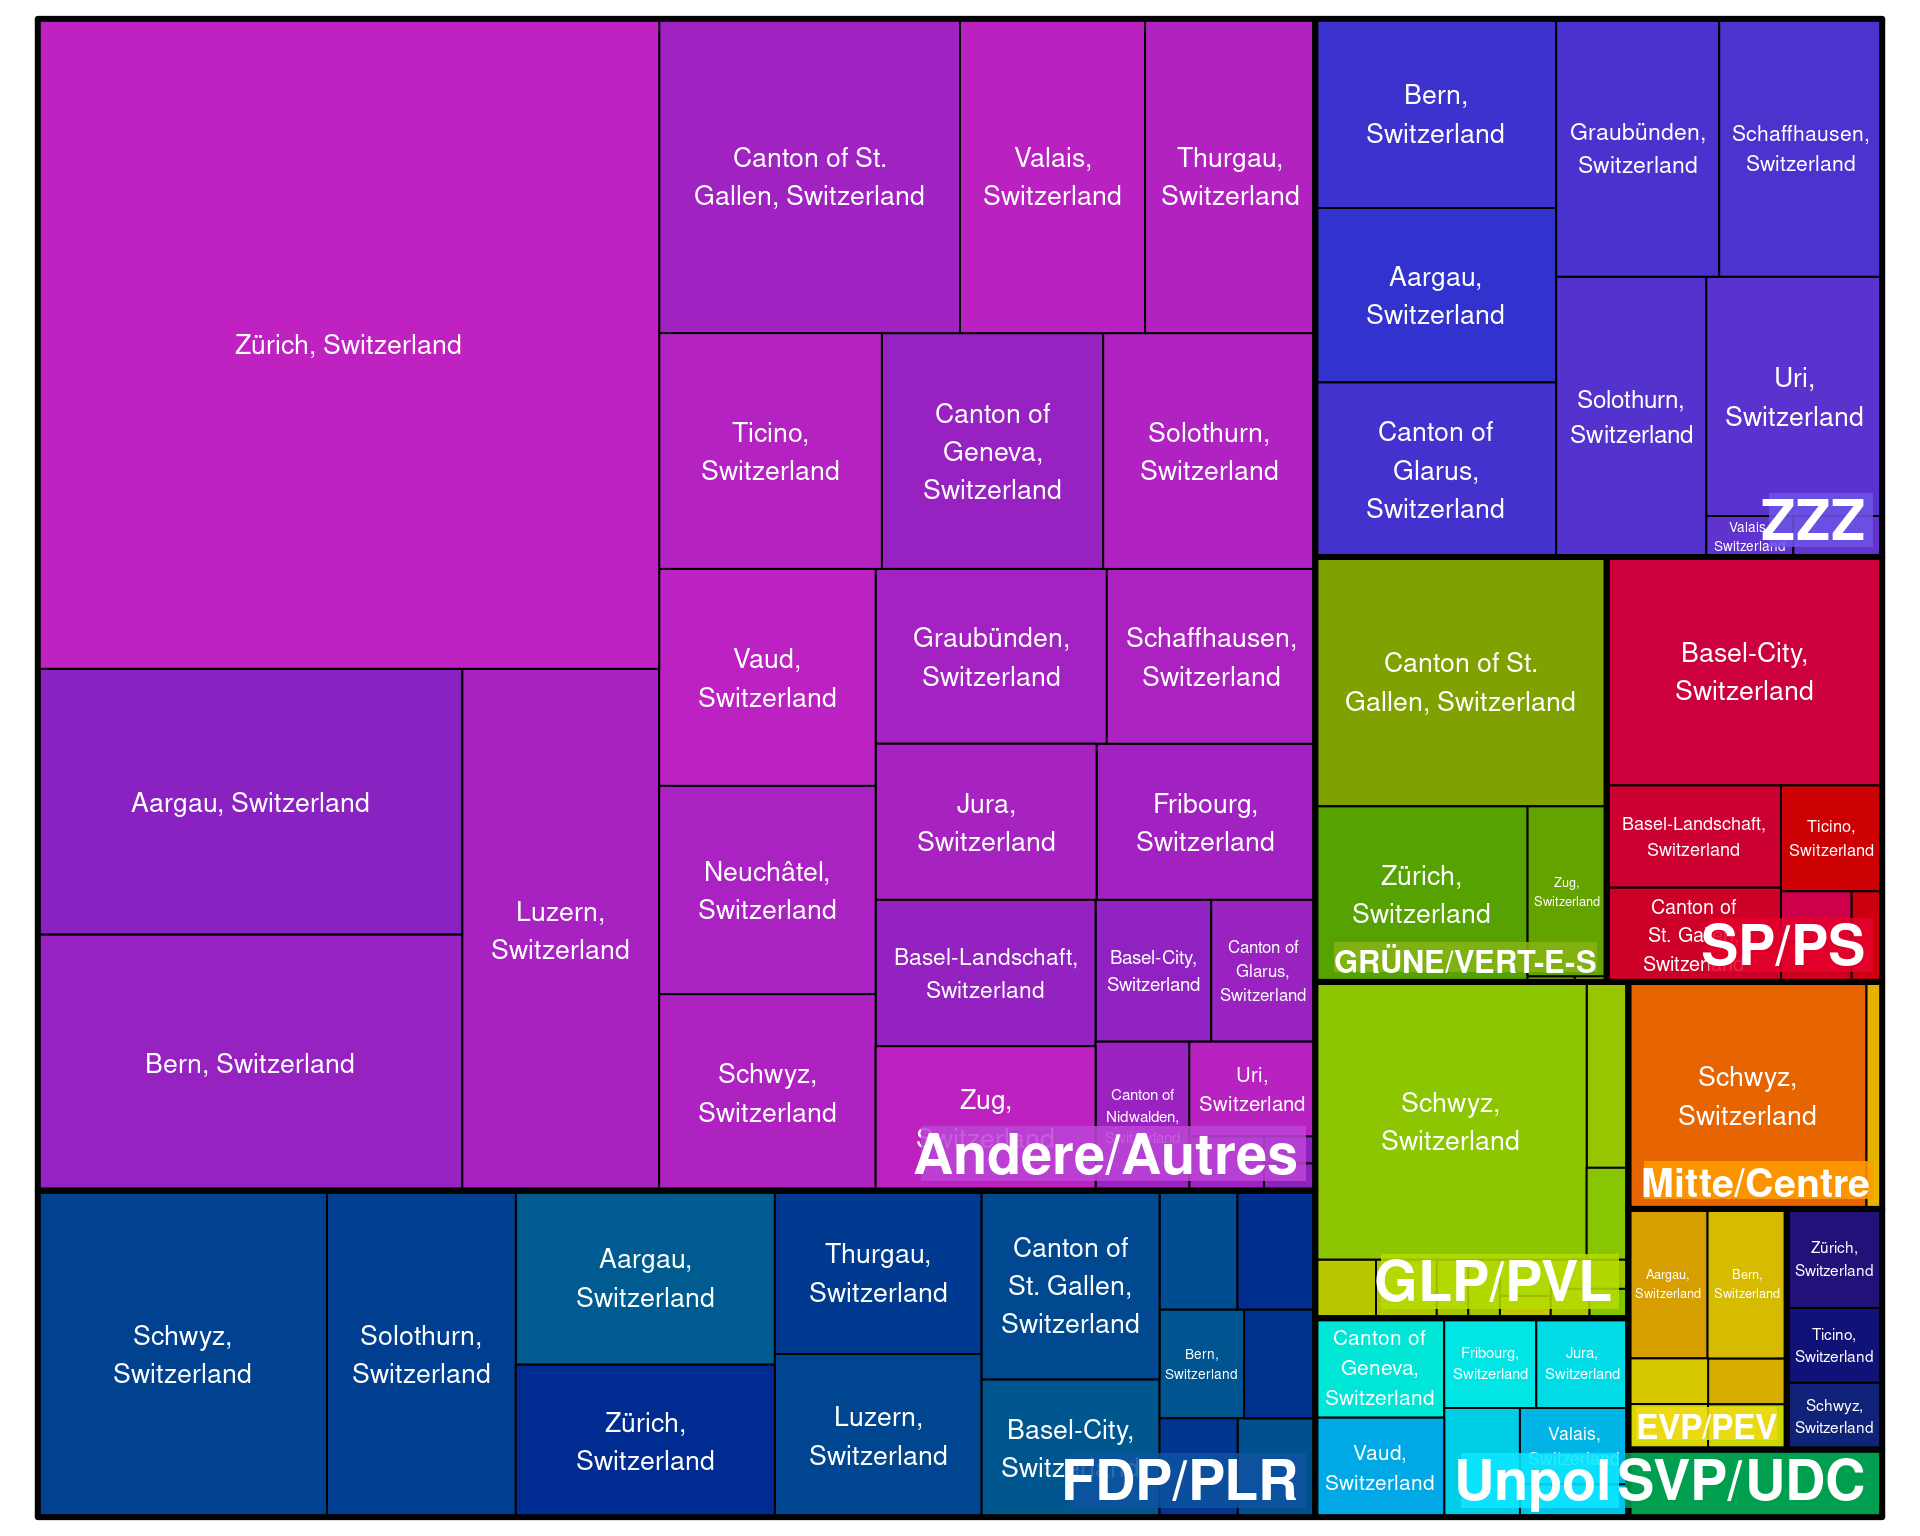 Zürich, Switzerland
Aargau, Switzerland
Bern, Switzerland
Luzern,
Switzerland
Canton of St.
Gallen, Switzerland
Valais,
Switzerland
Thurgau,
Switzerland
Ticino,
Switzerland
Canton of
Geneva,
Switzerland
Solothurn,
Switzerland
Vaud,
Switzerland
Graubünden,
Switzerland
Schaffhausen,
Switzerland
Neuchâtel,
Switzerland
Jura,
Switzerland
Fribourg,
Switzerland
Schwyz,
Switzerland
Basel-Landschaft,
Switzerland
Basel-City,
Switzerland
Canton of
Glarus,
Switzerland
Zug,
Switzerland
Canton of
Nidwalden,
Switzerland
Uri,
Switzerland
Andere/Autres
Schwyz,
Switzerland
Solothurn,
Switzerland
Aargau,
Switzerland
Zürich,
Switzerland
Thurgau,
Switzerland
Luzern,
Switzerland
Canton of
St. Gallen,
Switzerland
Basel-City,
Switzerland
Bern,
Switzerland
FDP/PLR
Bern,
Switzerland
Aargau,
Switzerland
Canton of
Glarus,
Switzerland
Graubünden,
Switzerland
Schaffhausen,
Switzerland
Solothurn,
Switzerland
Uri,
Switzerland
Valais,
Switzerland
ZZZ
Canton of St.
Gallen, Switzerland
Zürich,
Switzerland
Zug,
Switzerland
GRÜNE/VERT-E-S
Basel-City,
Switzerland
Basel-Landschaft,
Switzerland
Ticino,
Switzerland
Canton of
St. Gallen,
Switzerland
SP/PS
Schwyz,
Switzerland
GLP/PVL
Schwyz,
Switzerland
Mitte/Centre
Aargau,
Switzerland
Bern,
Switzerland
EVP/PEV
Zürich,
Switzerland
Ticino,
Switzerland
Schwyz,
Switzerland
Canton of
Geneva,
Switzerland
Fribourg,
Switzerland
Jura,
Switzerland
Vaud,
Switzerland
Valais,
Switzerland
Unpol
SVP/UDC